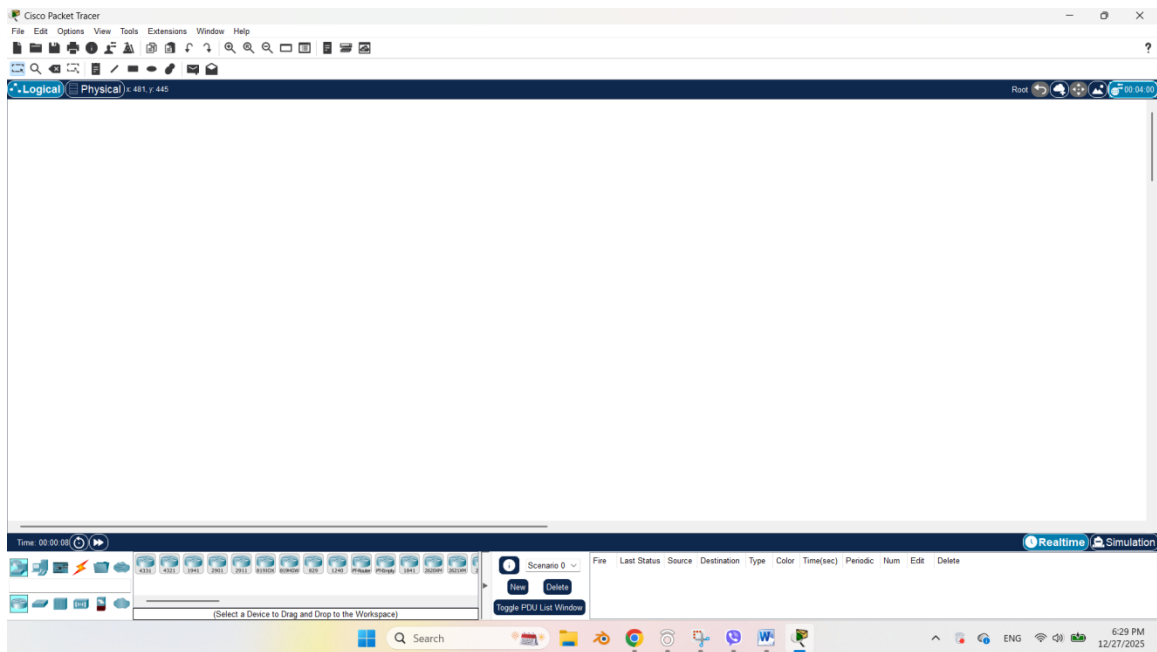 Cisco Packet Tracer
File Edit Options View Tools Extensions Window Help
?
Logical Physical x: 481, y: 445 Root 00:04:00
Time: 00:00:08 Realtime Simulation
4331 4321 1941 2901 2911 819IOX 819HGW 829 1240 PT-Router PT-Empty 1841 2620XM 2621XM
Scenario 0 Fire Last Status Source Destination Type Color Time(sec) Periodic Num Edit Delete
New Delete
Toggle PDU List Window
(Select a Device to Drag and Drop to the Workspace)
Search ENG 6:29 PM
12/27/2025